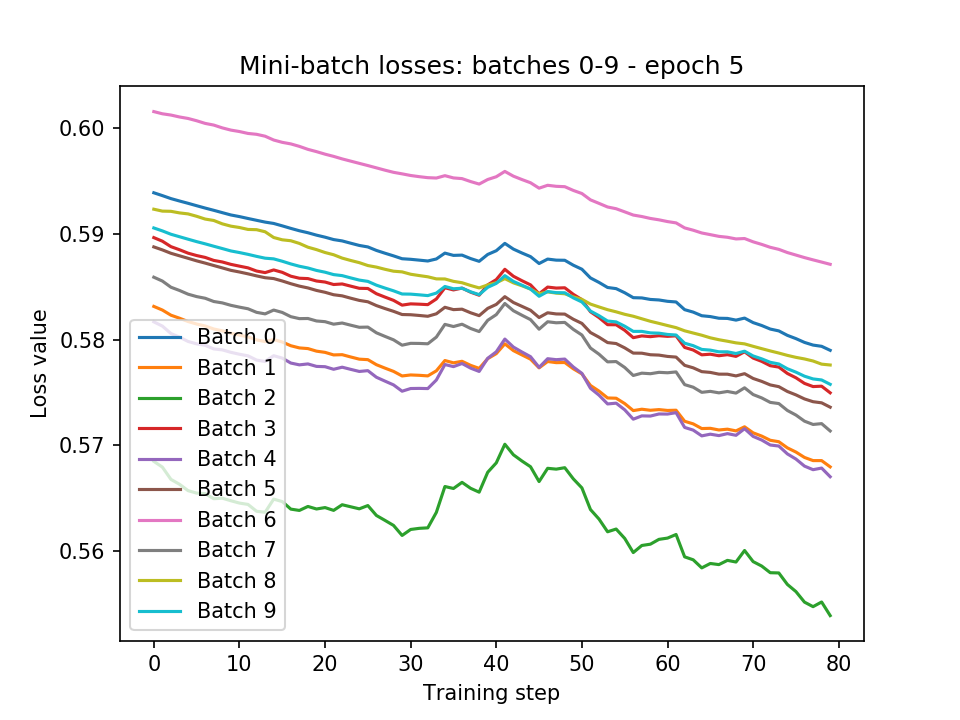 Mini-batch losses: batches 0-9 - epoch 5
Loss value
0.60
0.59
0.58
0.57
0.56
Batch 0
Batch 1
Batch 2
Batch 3
Batch 4
Batch 5
Batch 6
Batch 7
Batch 8
Batch 9
0 10 20 30 40 50 60 70 80
Training step